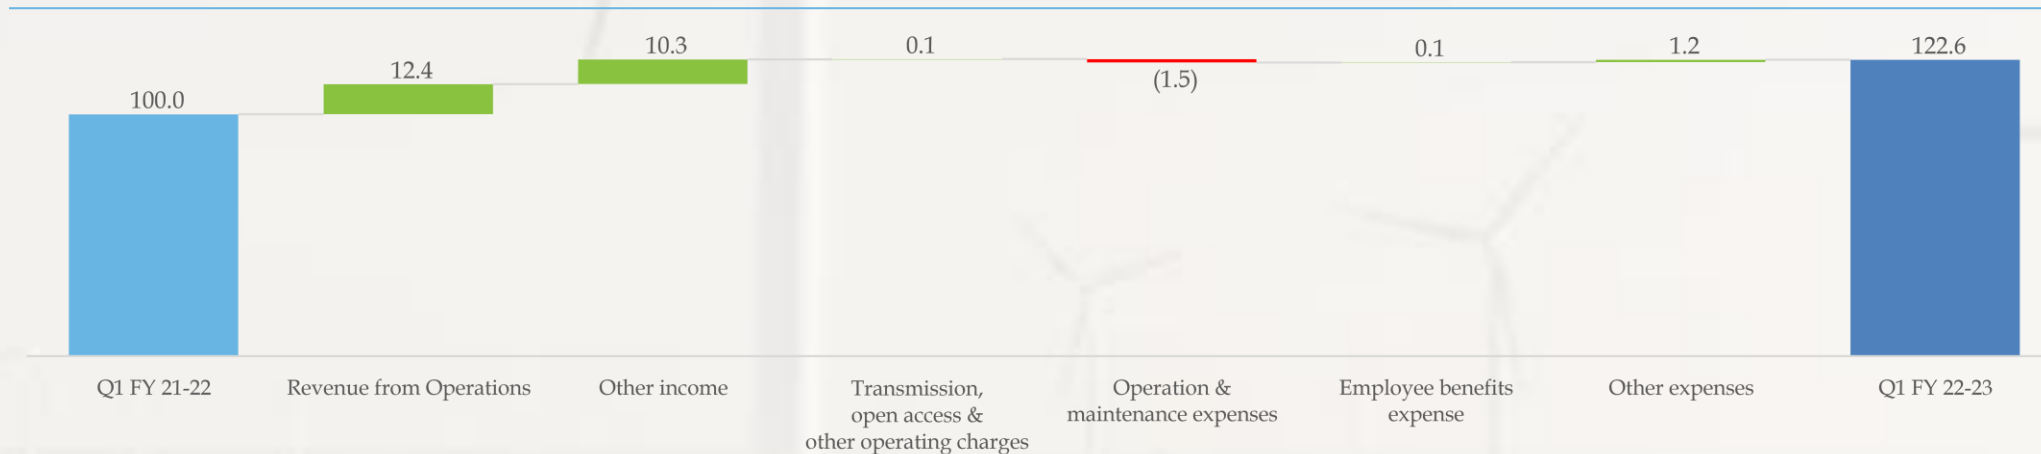 100.0
12.4
10.3
0.1
(1.5)
0.1
1.2
122.6
Q1 FY 21-22
Revenue from Operations
Other income
Transmission,
open access &
other operating charges
Operation &
maintenance expenses
Employee benefits
expense
Other expenses
Q1 FY 22-23